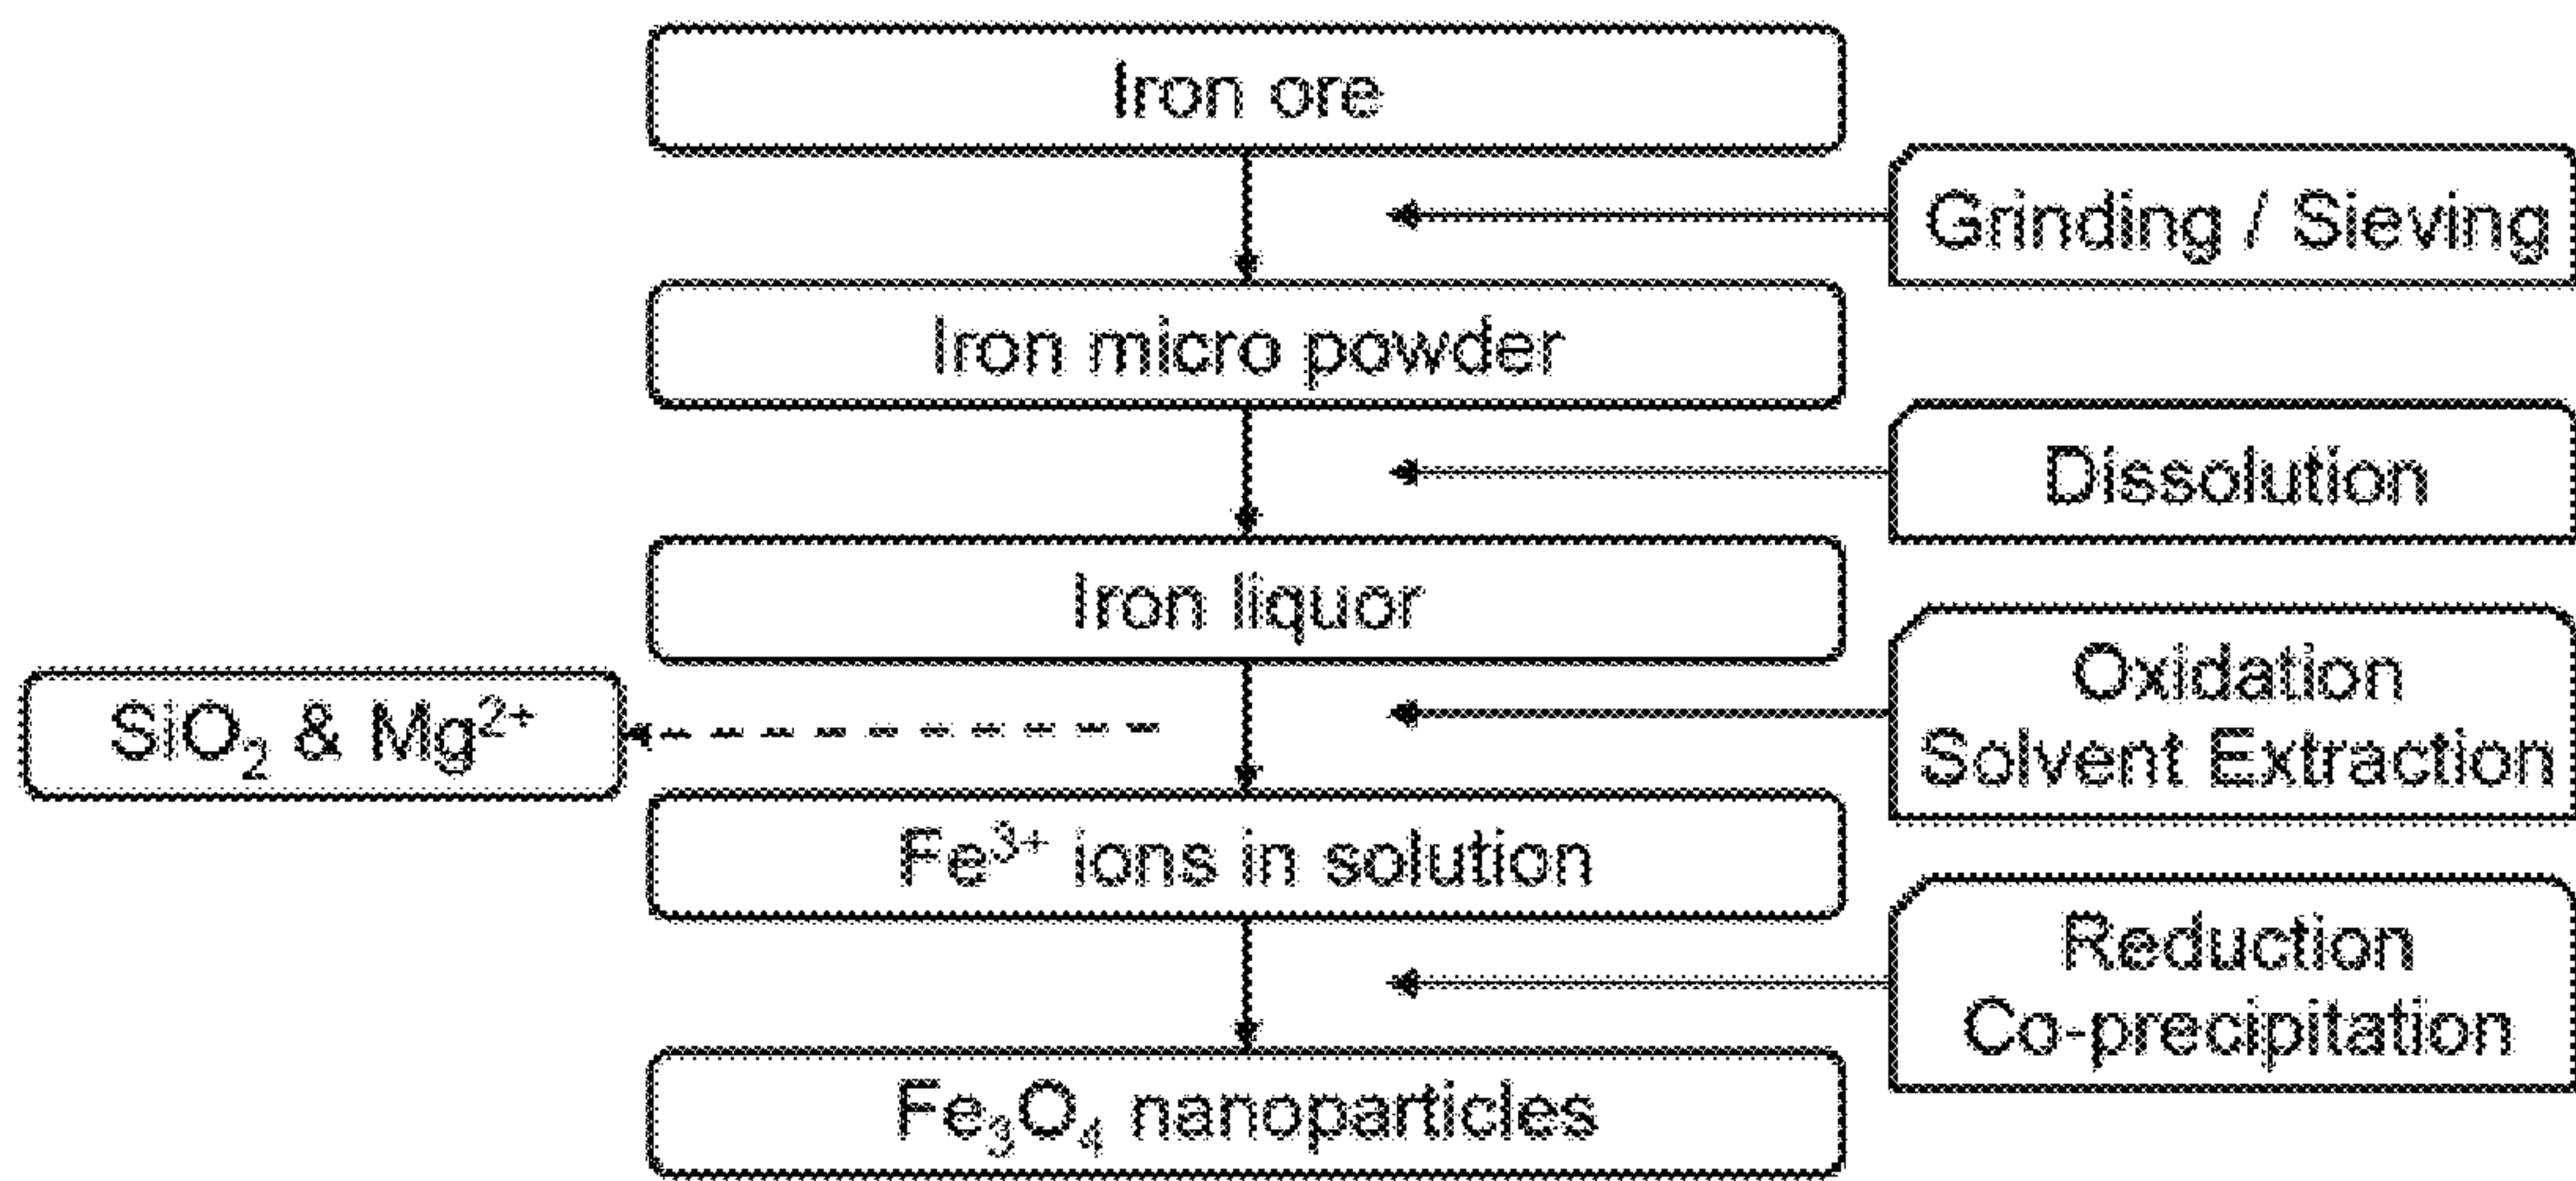 Iron ore
Grinding / Sieving
Iron micro powder
Dissolution
Iron liquor
Oxidation
Solvent Extraction
SiO₂ & Mg²⁺
Fe³⁺ ions in solution
Reduction
Co-precipitation
Fe₃O₄ nanoparticles